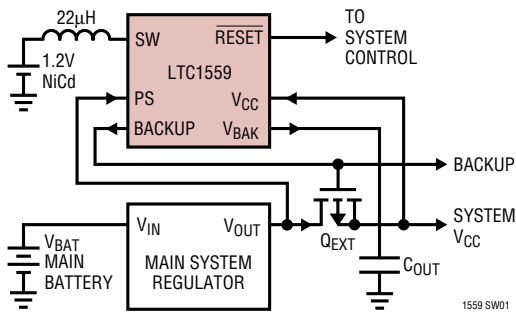 22µH
SW
RESET
TO
SYSTEM
CONTROL
1.2V
NiCd
LTC1559
PS
VCC
BACKUP
VBAK
BACKUP
VIN
VOUT
QEXT
SYSTEM
VCC
VBAT
MAIN
BATTERY
MAIN SYSTEM
REGULATOR
COUT
1559 SW01